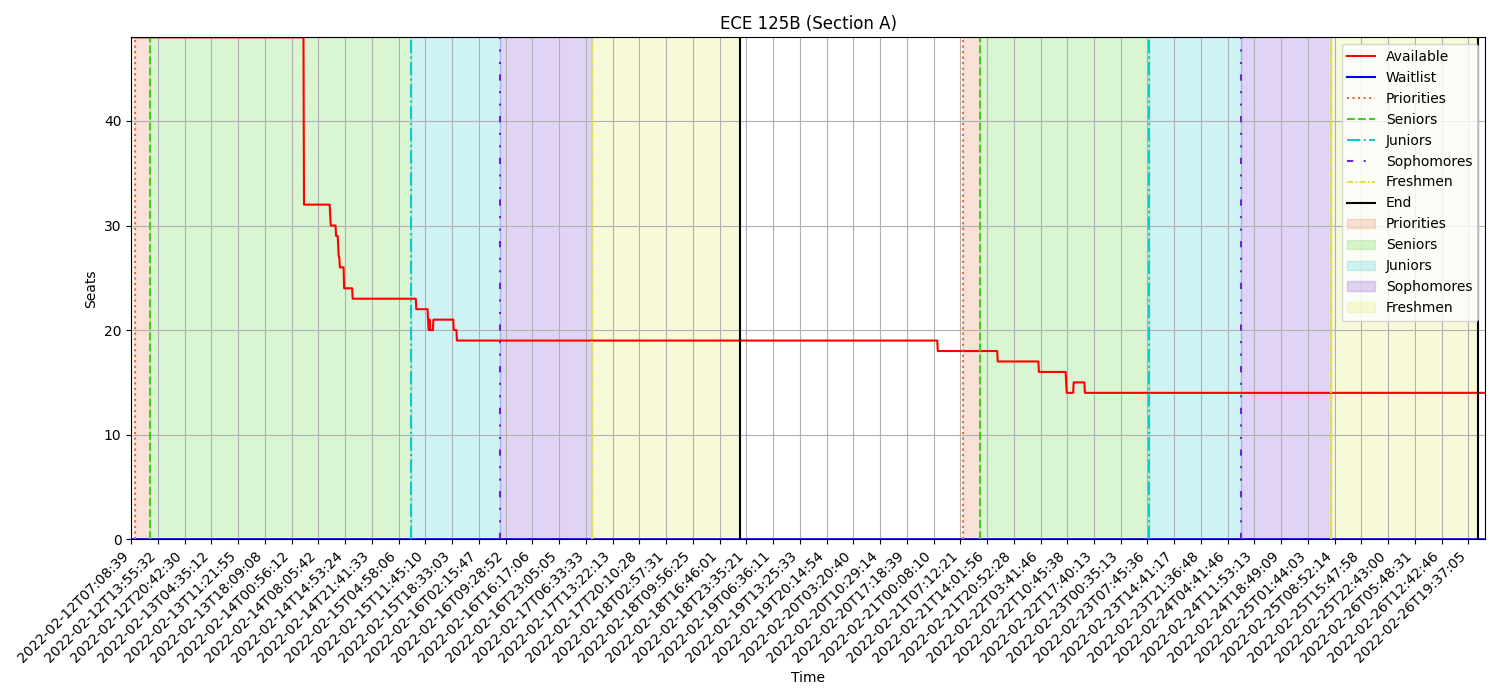 ECE 125B (Section A)
Seats
40
30
20
10
0
Available
Waitlist
Priorities
Seniors
Juniors
Sophomores
Freshmen
End
Priorities
Seniors
Juniors
Sophomores
Freshmen
2022-02-12T07:08:39
2022-02-12T13:55:32
2022-02-12T20:42:30
2022-02-13T04:35:12
2022-02-13T11:21:55
2022-02-13T18:09:08
2022-02-14T00:56:12
2022-02-14T08:05:42
2022-02-14T14:53:24
2022-02-14T21:41:33
2022-02-15T04:58:06
2022-02-15T11:45:10
2022-02-15T18:33:03
2022-02-16T02:15:47
2022-02-16T09:28:52
2022-02-16T16:17:06
2022-02-16T23:05:05
2022-02-17T06:33:33
2022-02-17T13:22:13
2022-02-17T20:10:28
2022-02-18T02:57:31
2022-02-18T09:56:25
2022-02-18T16:46:01
2022-02-18T23:35:21
2022-02-19T06:36:11
2022-02-19T13:25:33
2022-02-19T20:14:54
2022-02-20T03:20:40
2022-02-20T10:29:14
2022-02-20T17:18:39
2022-02-21T00:08:10
2022-02-21T07:12:21
2022-02-21T14:01:56
2022-02-21T20:52:28
2022-02-22T03:41:46
2022-02-22T10:45:38
2022-02-22T17:40:13
2022-02-23T00:35:13
2022-02-23T07:45:36
2022-02-23T14:41:17
2022-02-23T21:36:48
2022-02-24T04:41:46
2022-02-24T11:53:13
2022-02-24T18:49:09
2022-02-25T01:44:03
2022-02-25T08:52:14
2022-02-25T15:47:58
2022-02-25T22:43:00
2022-02-26T05:48:31
2022-02-26T12:42:46
2022-02-26T19:37:05
Time